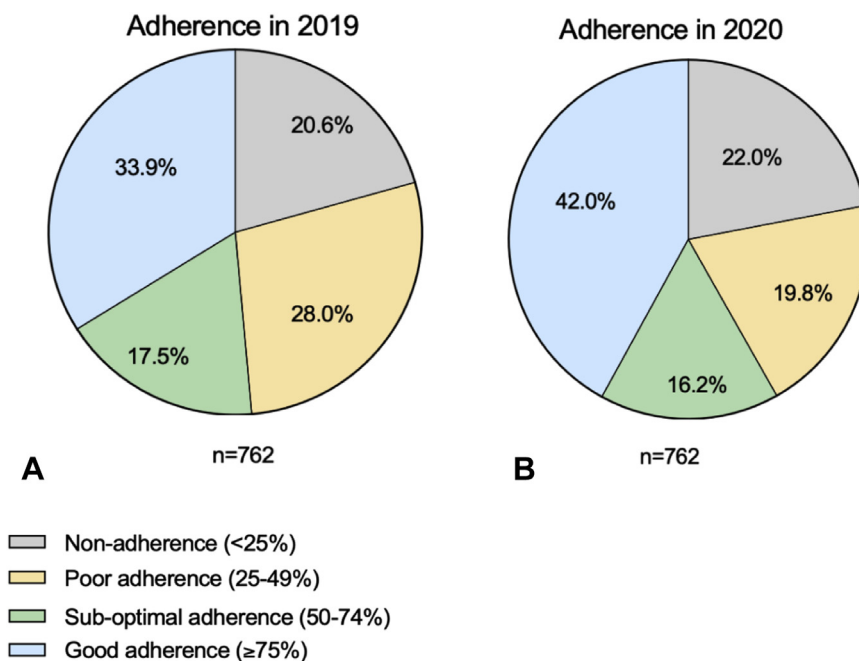 Adherence in 2019
20.6%
33.9%
28.0%
17.5%
n=762
A
Adherence in 2020
22.0%
42.0%
19.8%
16.2%
n=762
B
Non-adherence (<25%)
Poor adherence (25-49%)
Sub-optimal adherence (50-74%)
Good adherence (≥75%)